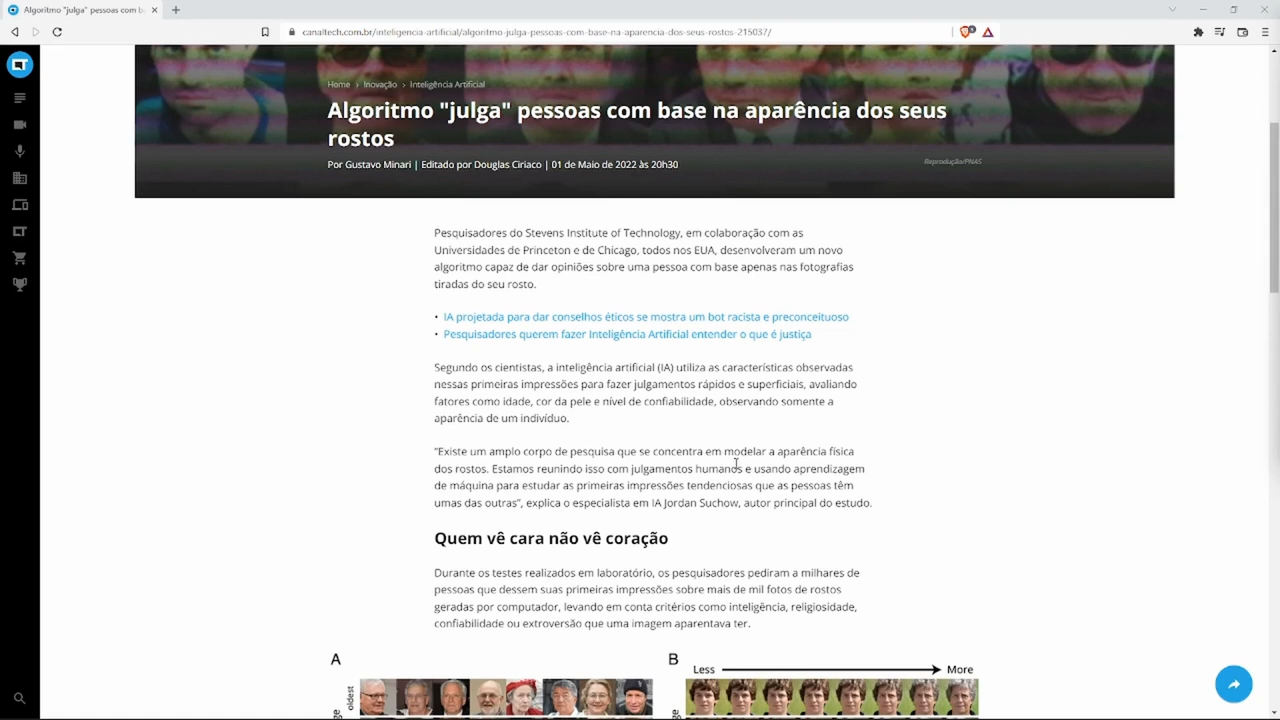 Algoritmo "julga" pessoas com b
canaltech.com.br/inteligencia-artificial/algoritmo-julga-pessoas-com-base-na-aparencia-dos-seus-rostos-215037/
Home > Inovação > Inteligência Artificial
Algoritmo "julga" pessoas com base na aparência dos seus
rostos
Por Gustavo Minari | Editado por Douglas Ciriaco | 01 de Maio de 2022 às 20h30
Reprodução/PNAS
Pesquisadores do Stevens Institute of Technology, em colaboração com as
Universidades de Princeton e de Chicago, todos nos EUA, desenvolveram um novo
algoritmo capaz de dar opiniões sobre uma pessoa com base apenas nas fotografias
tiradas do seu rosto.
• IA projetada para dar conselhos éticos se mostra um bot racista e preconceituoso
• Pesquisadores querem fazer Inteligência Artificial entender o que é justiça
Segundo os cientistas, a inteligência artificial (IA) utiliza as características observadas
nessas primeiras impressões para fazer julgamentos rápidos e superficiais, avaliando
fatores como idade, cor da pele e nível de confiabilidade, observando somente a
aparência de um indivíduo.
"Existe um amplo corpo de pesquisa que se concentra em modelar a aparência física
dos rostos. Estamos reunindo isso com julgamentos humanos e usando aprendizagem
de máquina para estudar as primeiras impressões tendenciosas que as pessoas têm
umas das outras", explica o especialista em IA Jordan Suchow, autor principal do estudo.
Quem vê cara não vê coração
Durante os testes realizados em laboratório, os pesquisadores pediram a milhares de
pessoas que dessem suas primeiras impressões sobre mais de mil fotos de rostos
geradas por computador, levando em conta critérios como inteligência, religiosidade,
confiabilidade ou extroversão que uma imagem aparentava ter.
A
B
Less
More
oldest